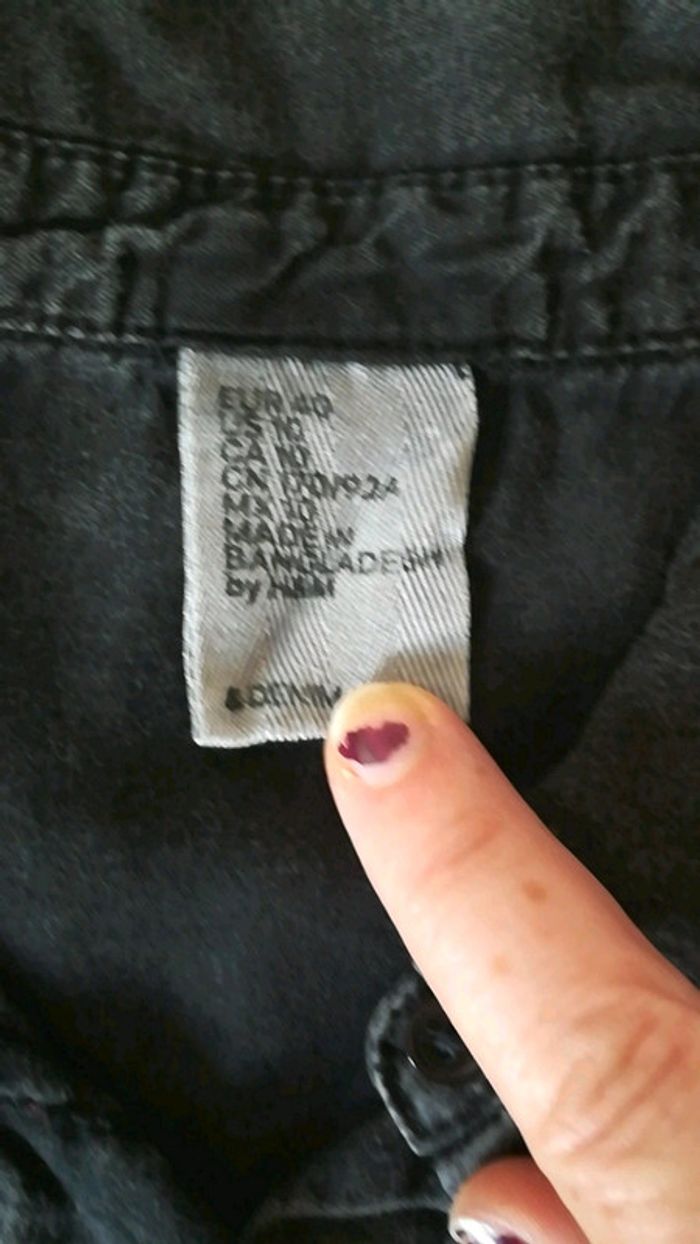 EUR 40
US 10
CA 10
CN 170/92A
MX 10
MADE IN
BANGLADESH
by H&M
&DENIM